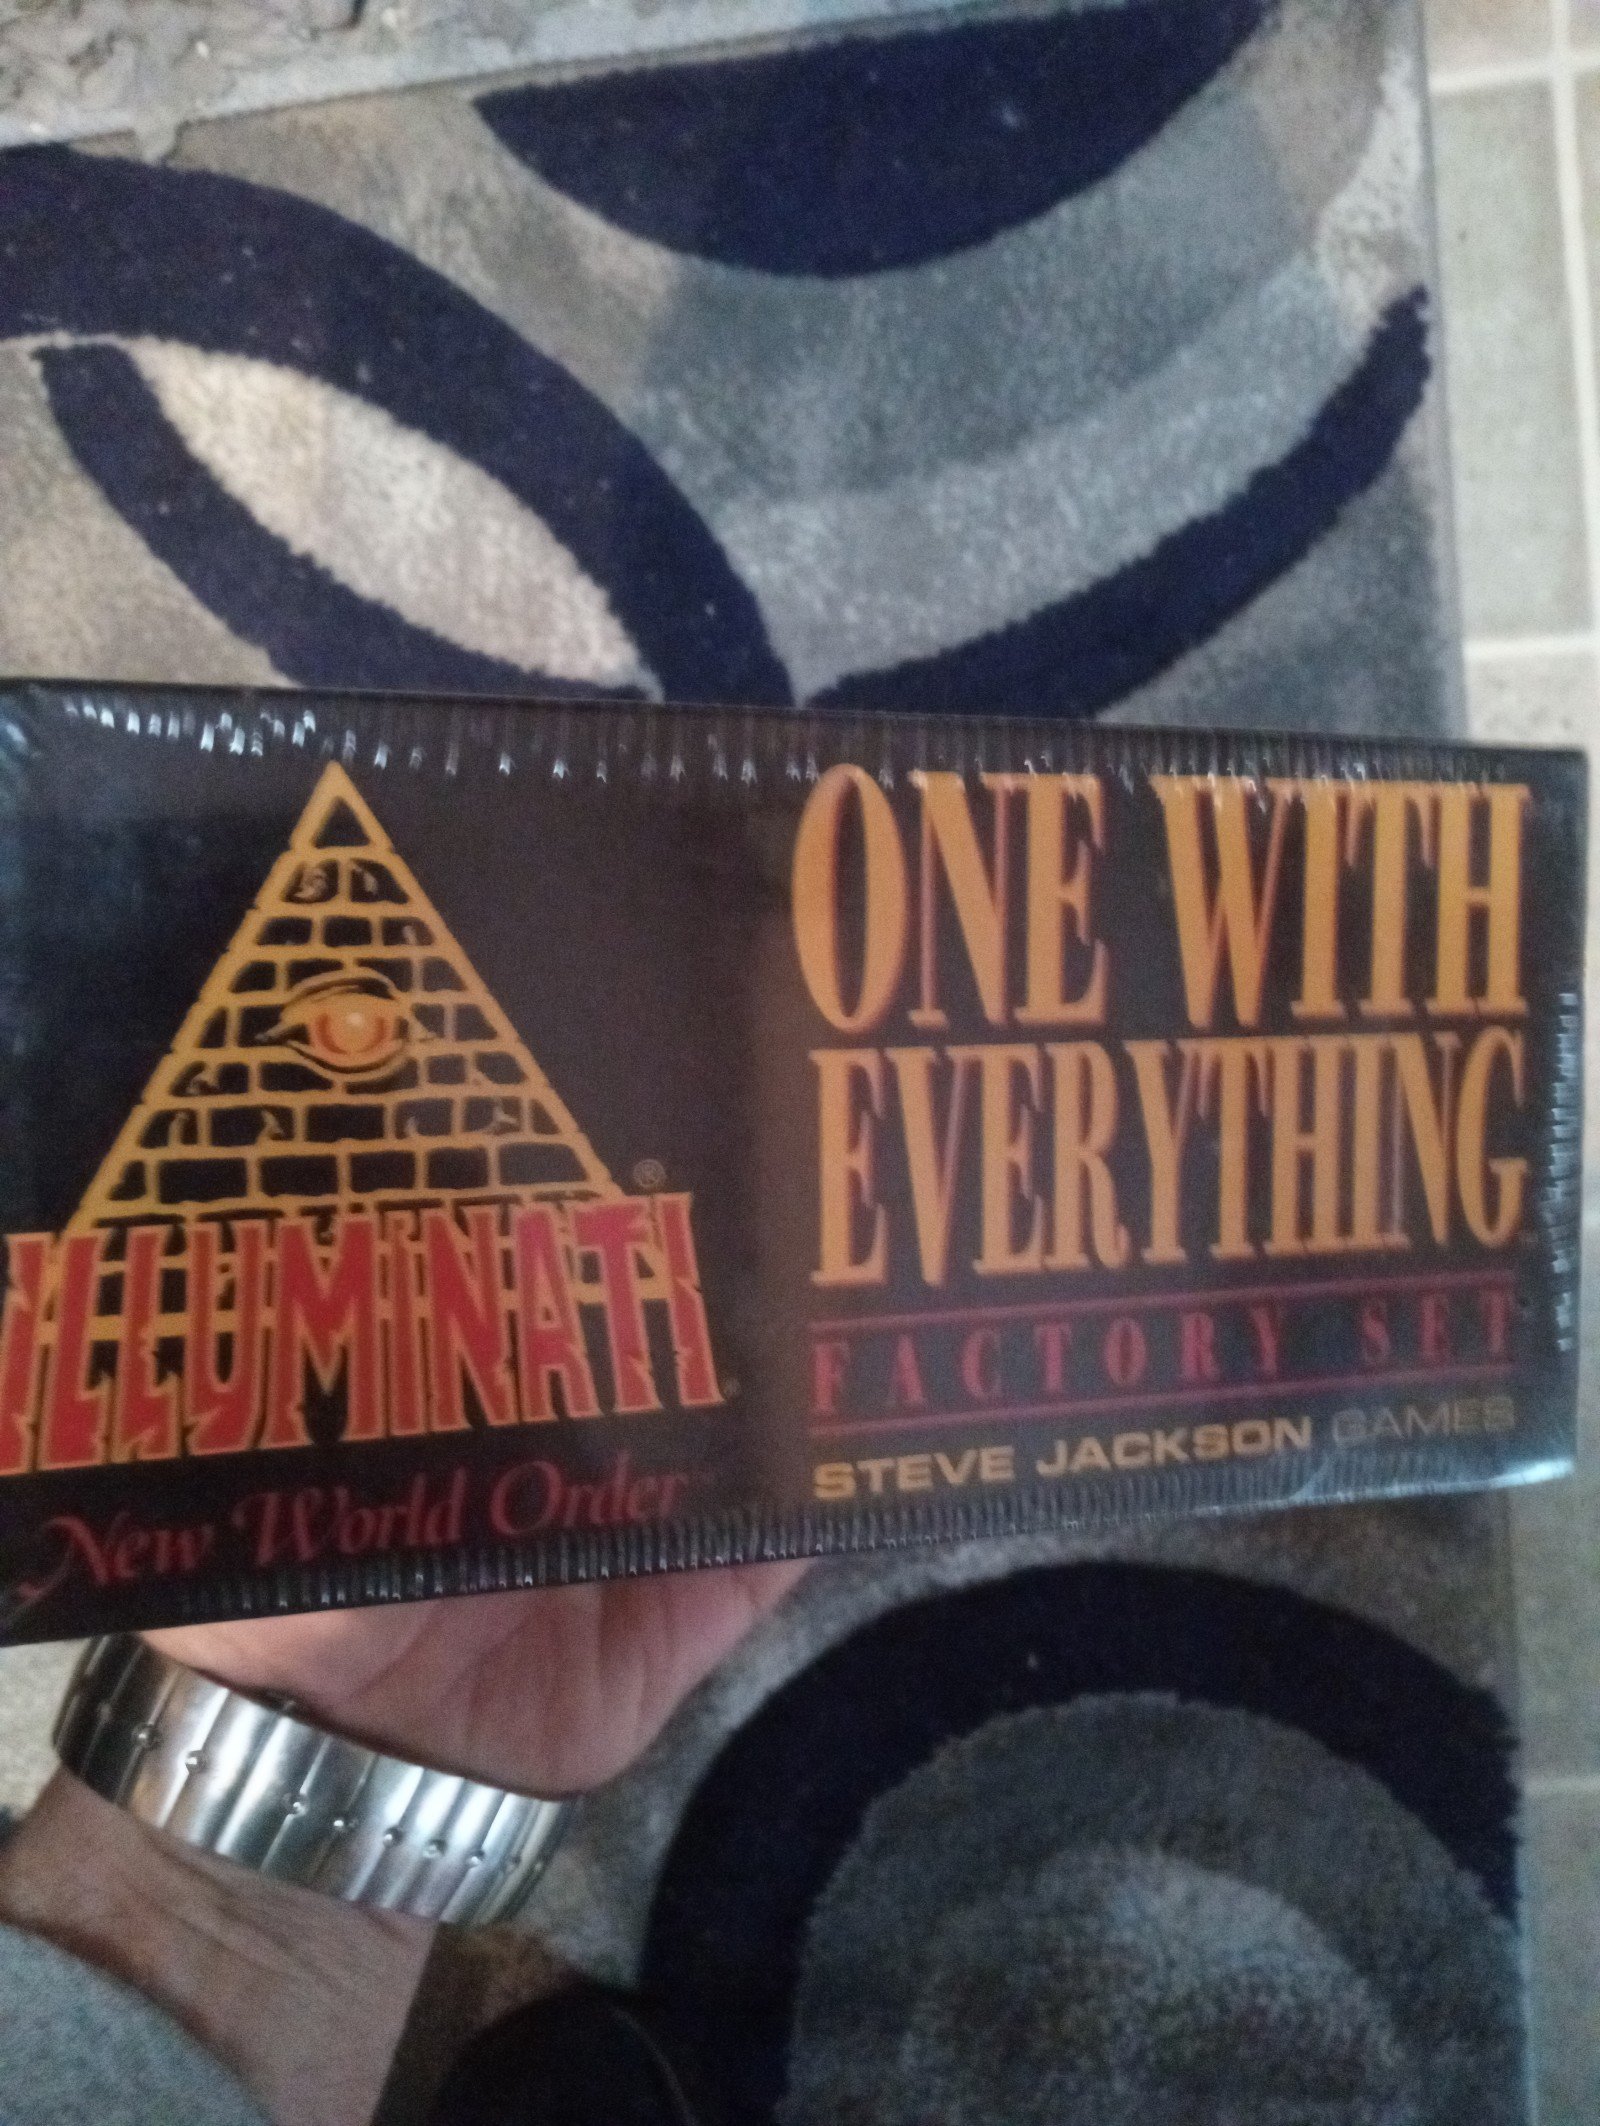 ILLUMINATI®
New World Order
ONE WITH
EVERYTHING
FACTORY SET
STEVE JACKSON GAMES